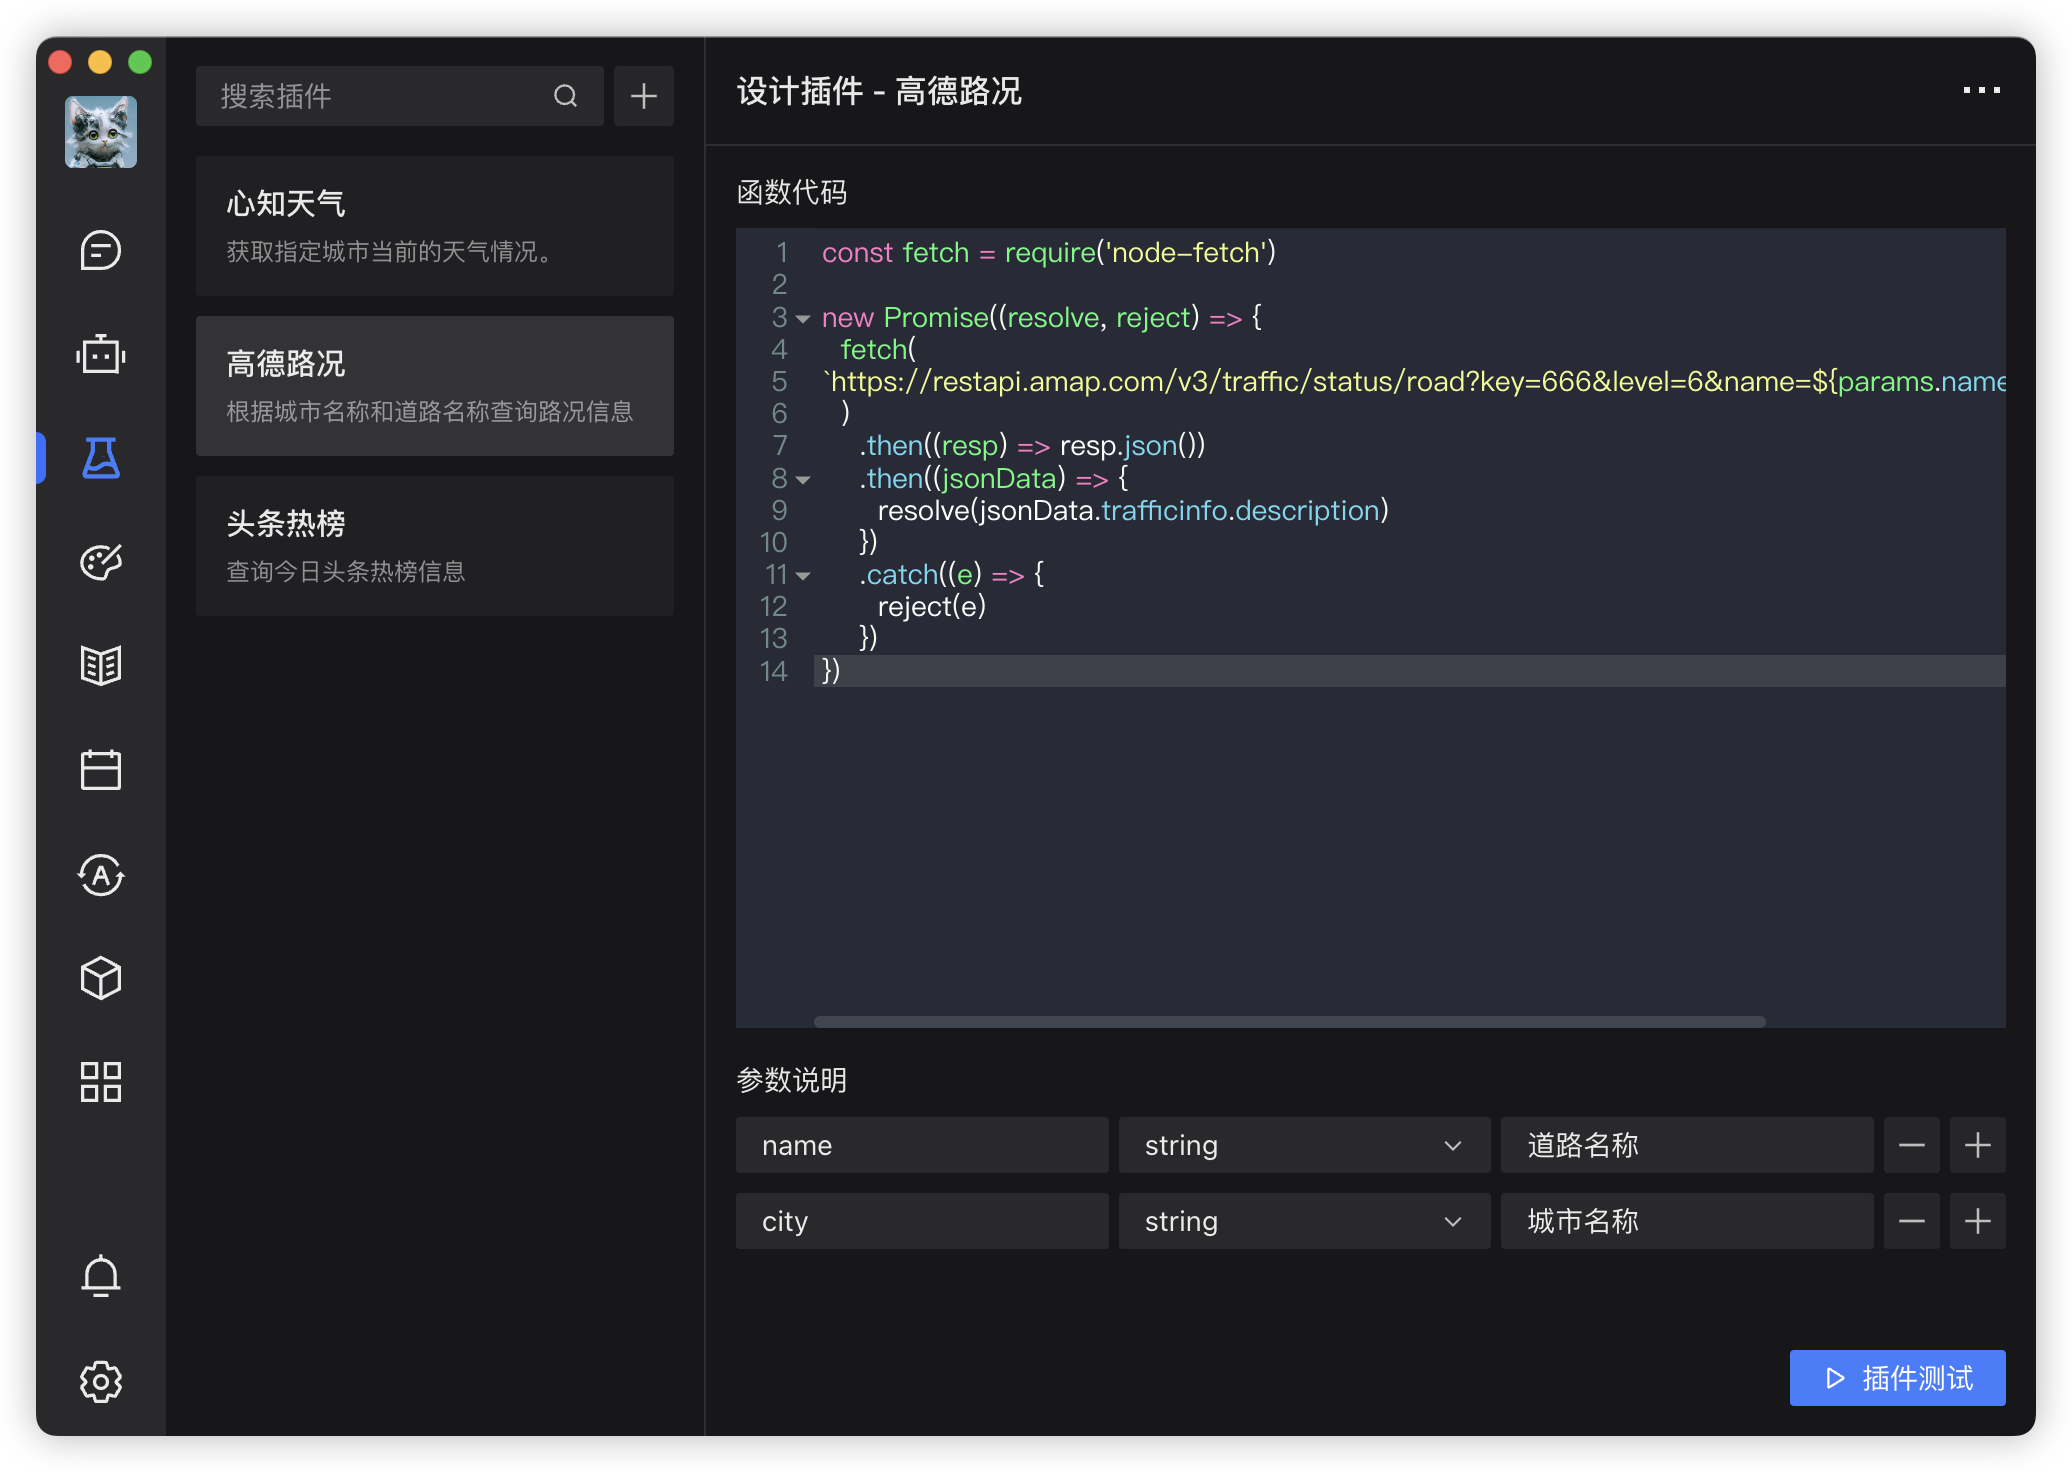 搜索插件
心知天气
获取指定城市当前的天气情况。
高德路况
根据城市名称和道路名称查询路况信息
头条热榜
查询今日头条热榜信息
设计插件 - 高德路况
函数代码
1 const fetch = require('node-fetch')
2
3 new Promise((resolve, reject) => {
4 fetch(
5 `https://restapi.amap.com/v3/traffic/status/road?key=666&level=6&name=${params.name
6 )
7 .then((resp) => resp.json())
8 .then((jsonData) => {
9 resolve(jsonData.trafficinfo.description)
10 })
11 .catch((e) => {
12 reject(e)
13 })
14 })
参数说明
name string 道路名称
city string 城市名称
插件测试